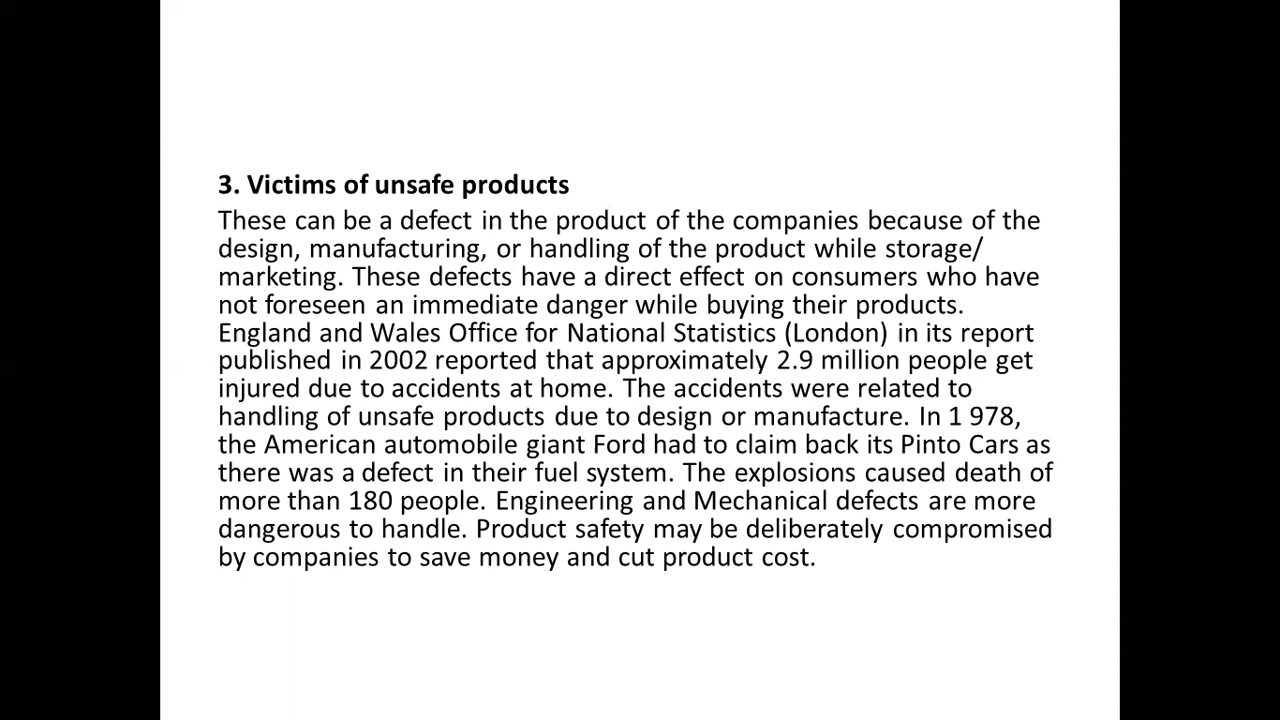 3. Victims of unsafe products
These can be a defect in the product of the companies because of the
design, manufacturing, or handling of the product while storage/
marketing. These defects have a direct effect on consumers who have
not foreseen an immediate danger while buying their products.
England and Wales Office for National Statistics (London) in its report
published in 2002 reported that approximately 2.9 million people get
injured due to accidents at home. The accidents were related to
handling of unsafe products due to design or manufacture. In 1 978,
the American automobile giant Ford had to claim back its Pinto Cars as
there was a defect in their fuel system. The explosions caused death of
more than 180 people. Engineering and Mechanical defects are more
dangerous to handle. Product safety may be deliberately compromised
by companies to save money and cut product cost.